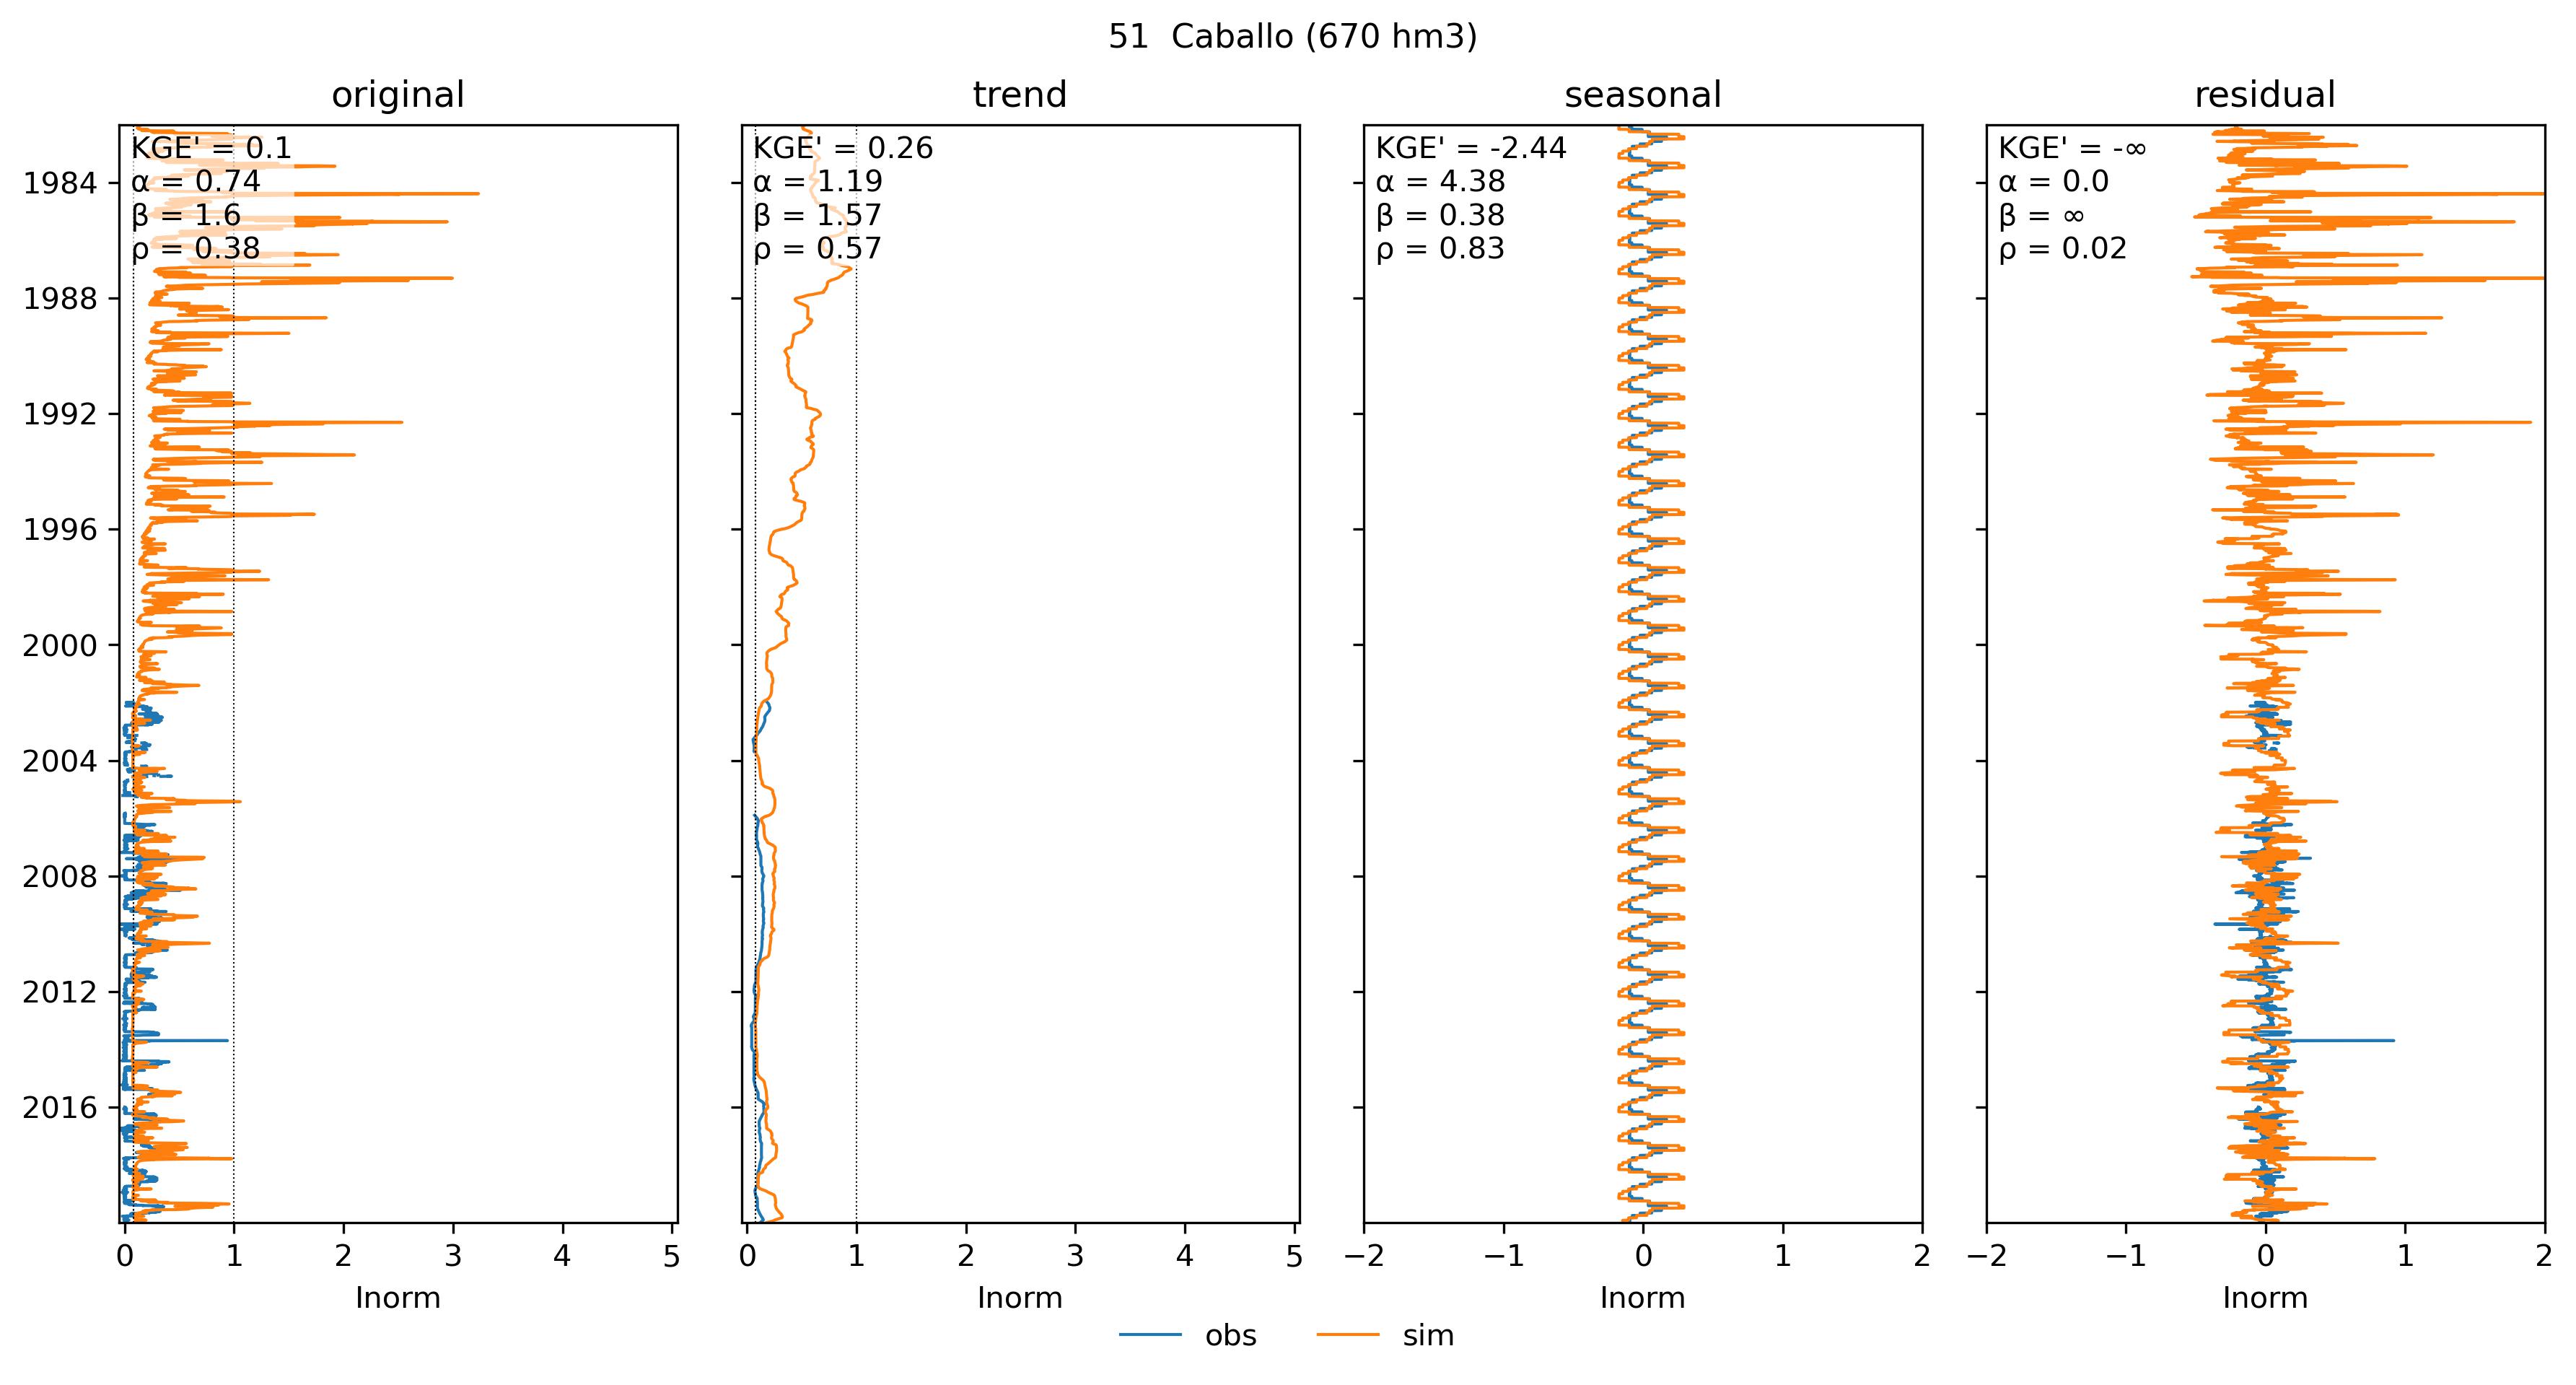 51  Caballo (670 hm3)
original
trend
seasonal
residual
KGE' = 0.1
α = 0.74
β = 1.6
ρ = 0.38
KGE' = 0.26
α = 1.19
β = 1.57
ρ = 0.57
KGE' = -2.44
α = 4.38
β = 0.38
ρ = 0.83
KGE' = -∞
α = 0.0
β = ∞
ρ = 0.02
1984
1988
1992
1996
2000
2004
2008
2012
2016
0 1 2 3 4 5
0 1 2 3 4 5
−2 −1 0 1 2
−2 −1 0 1 2
Inorm
Inorm
Inorm
Inorm
obs
sim